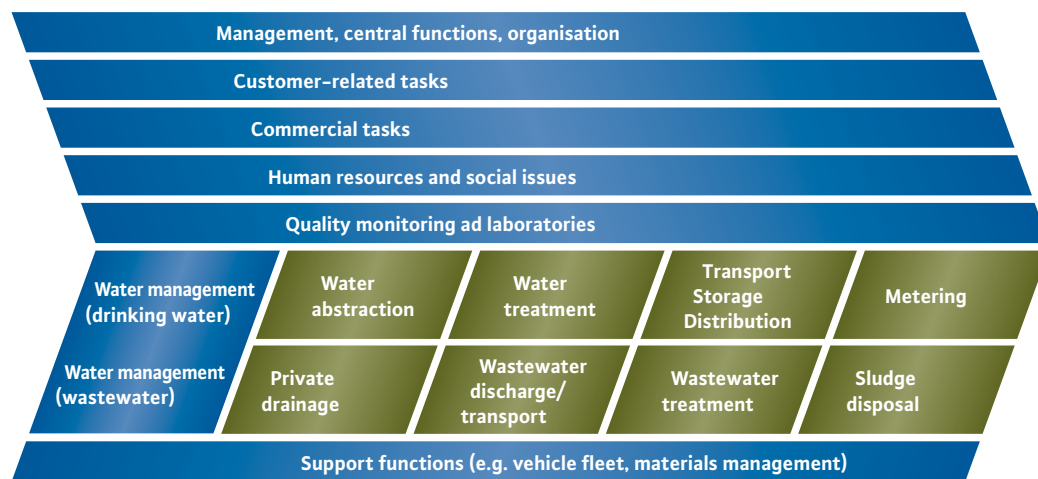 Management, central functions, organisation
Customer-related tasks
Commercial tasks
Human resources and social issues
Quality monitoring ad laboratories
Water management
(drinking water)
Water
abstraction
Water
treatment
Transport
Storage
Distribution
Metering
Water management
(wastewater)
Private
drainage
Wastewater
discharge/
transport
Wastewater
treatment
Sludge
disposal
Support functions (e.g. vehicle fleet, materials management)